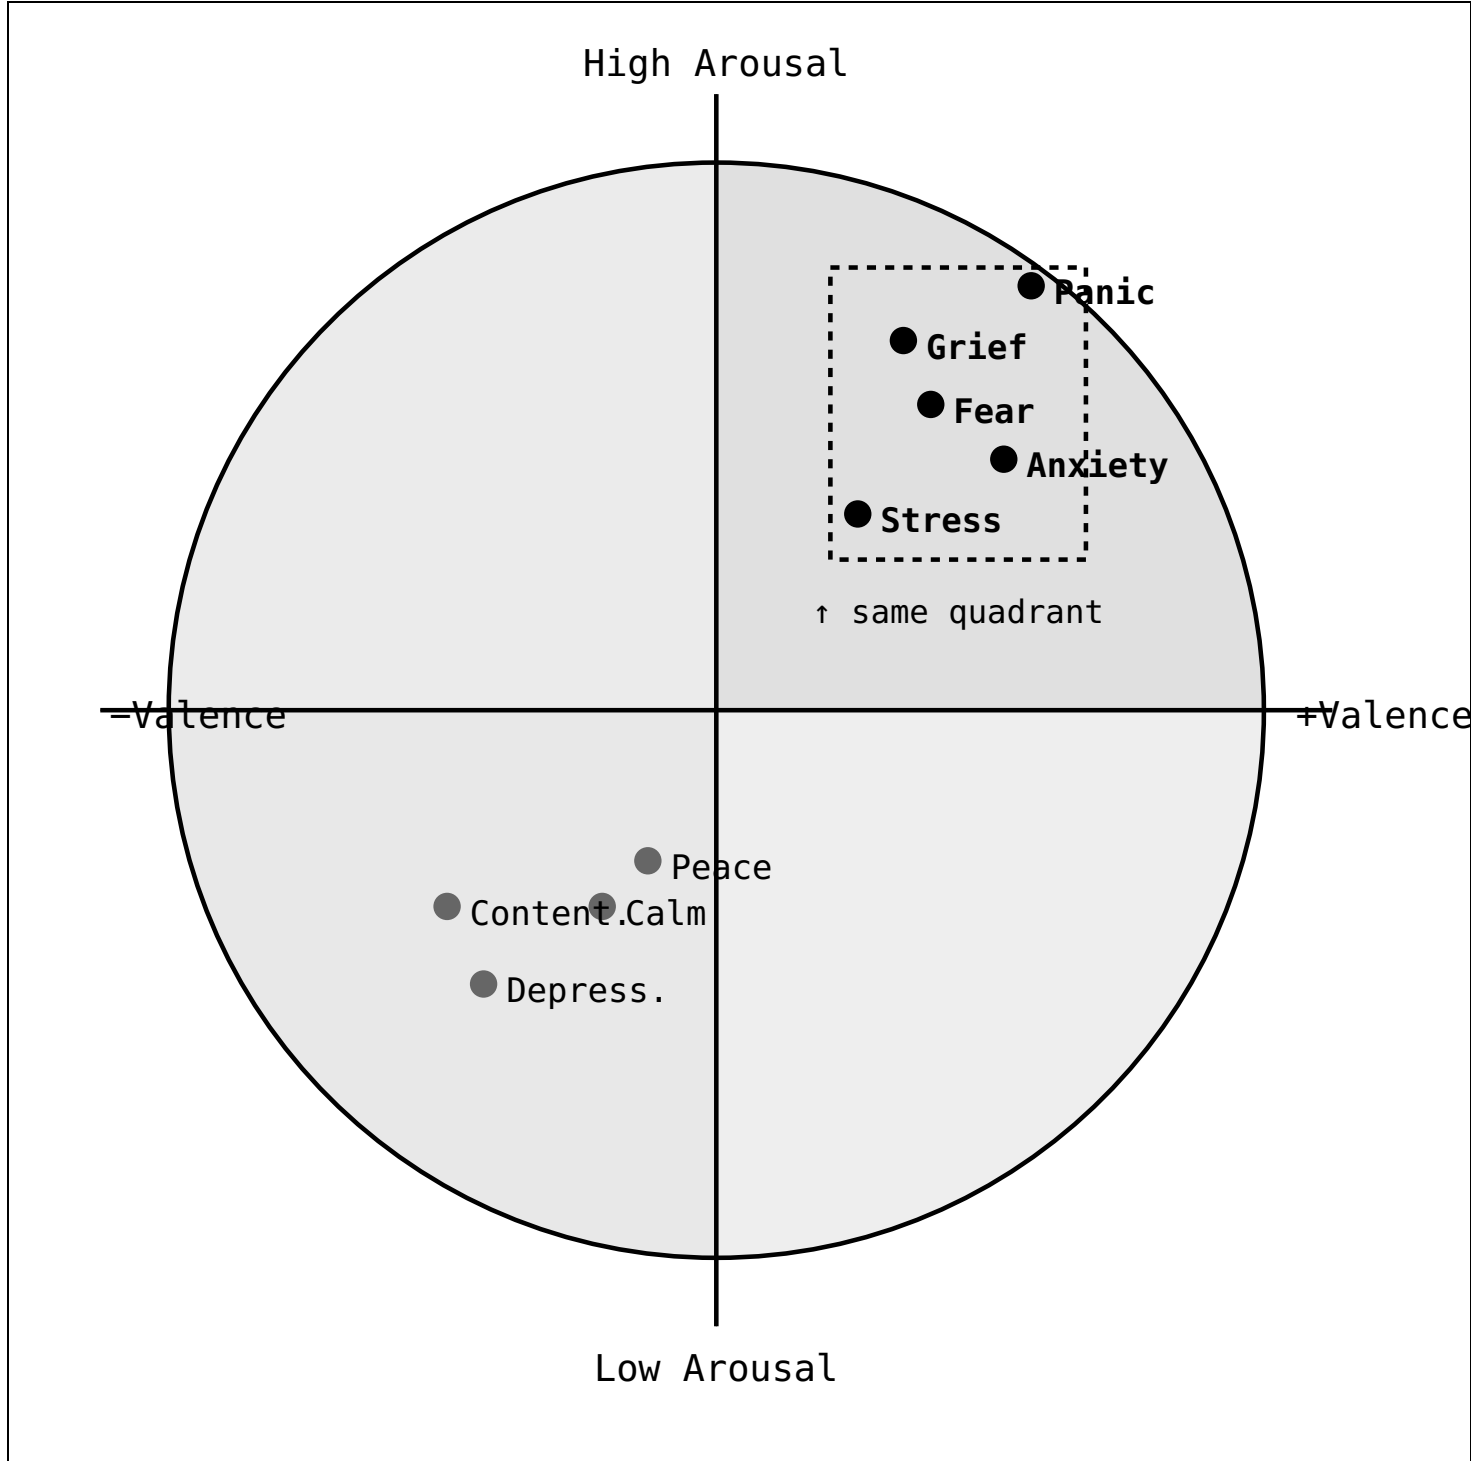 High Arousal
Panic
Grief
Fear
Anxiety
Stress
↑ same quadrant
−Valence
+Valence
Peace
Content.
Calm
Depress.
Low Arousal